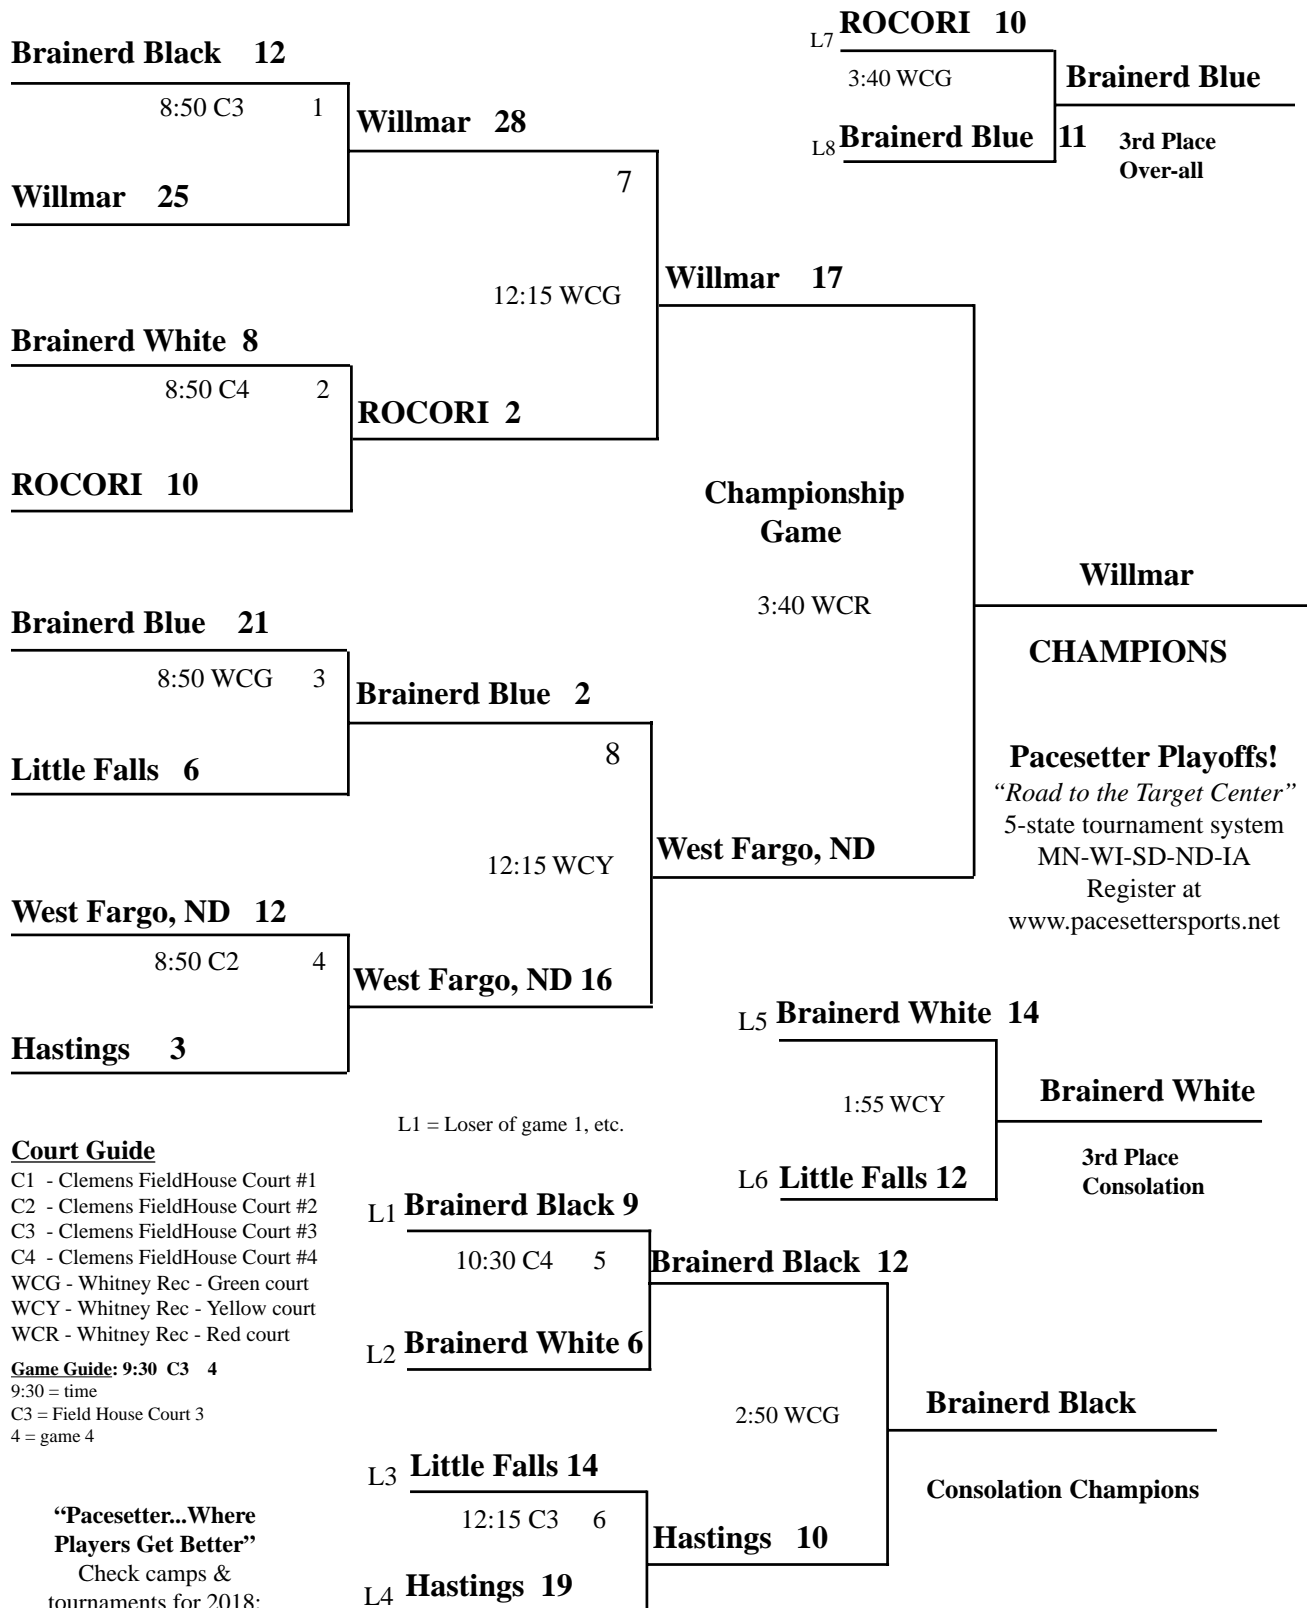 Brainerd Black 12
8:50 C3 1
Willmar 25
Willmar 28
7
12:15 WCG
Brainerd White 8
8:50 C4 2
ROCORI 10
ROCORI 2
Willmar 17
Championship
Game
3:40 WCR
Brainerd Blue 21
8:50 WCG 3
Little Falls 6
Brainerd Blue 2
8
12:15 WCY
West Fargo, ND 12
8:50 C2 4
Hastings 3
West Fargo, ND 16
West Fargo, ND
Willmar
CHAMPIONS
L7 ROCORI 10
3:40 WCG
L8 Brainerd Blue 11
Brainerd Blue
3rd Place
Over-all
Pacesetter Playoffs!
“Road to the Target Center”
5-state tournament system
MN-WI-SD-ND-IA
Register at
www.pacesettersports.net
L5 Brainerd White 14
1:55 WCY
L6 Little Falls 12
Brainerd White
3rd Place
Consolation
L1 = Loser of game 1, etc.
L1 Brainerd Black 9
10:30 C4 5
L2 Brainerd White 6
Brainerd Black 12
2:50 WCG
L3 Little Falls 14
12:15 C3 6
L4 Hastings 19
Hastings 10
Brainerd Black
Consolation Champions
Court Guide
C1 - Clemens FieldHouse Court #1
C2 - Clemens FieldHouse Court #2
C3 - Clemens FieldHouse Court #3
C4 - Clemens FieldHouse Court #4
WCG - Whitney Rec - Green court
WCY - Whitney Rec - Yellow court
WCR - Whitney Rec - Red court
Game Guide: 9:30 C3 4
9:30 = time
C3 = Field House Court 3
4 = game 4
“Pacesetter...Where
Players Get Better”
Check camps &
tournaments for 2018: